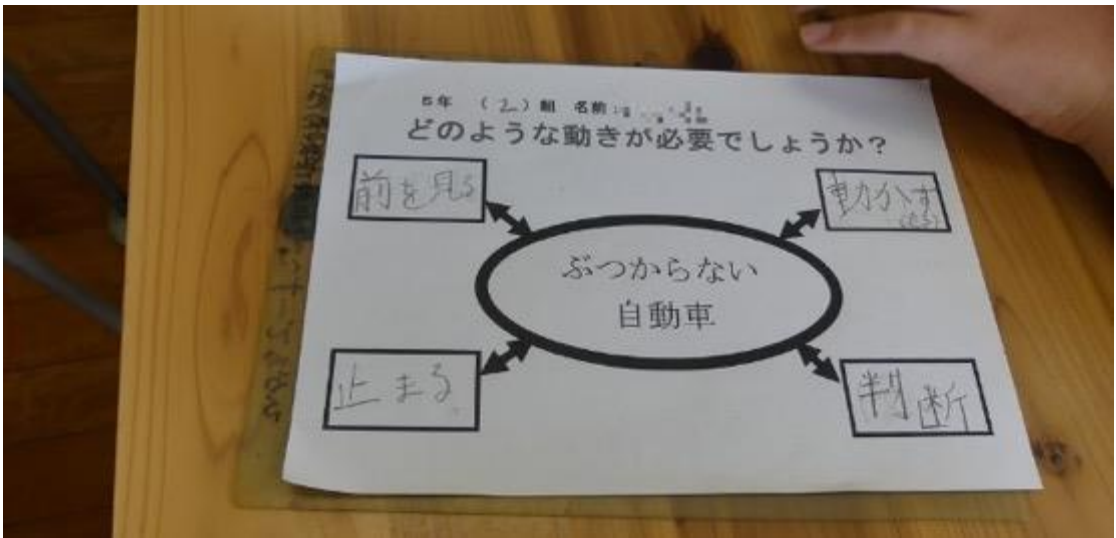 5年 （2）組 名前
どのような動きが必要でしょうか？
前を見る
動かす
ぶつからない
自動車
止まる
判断